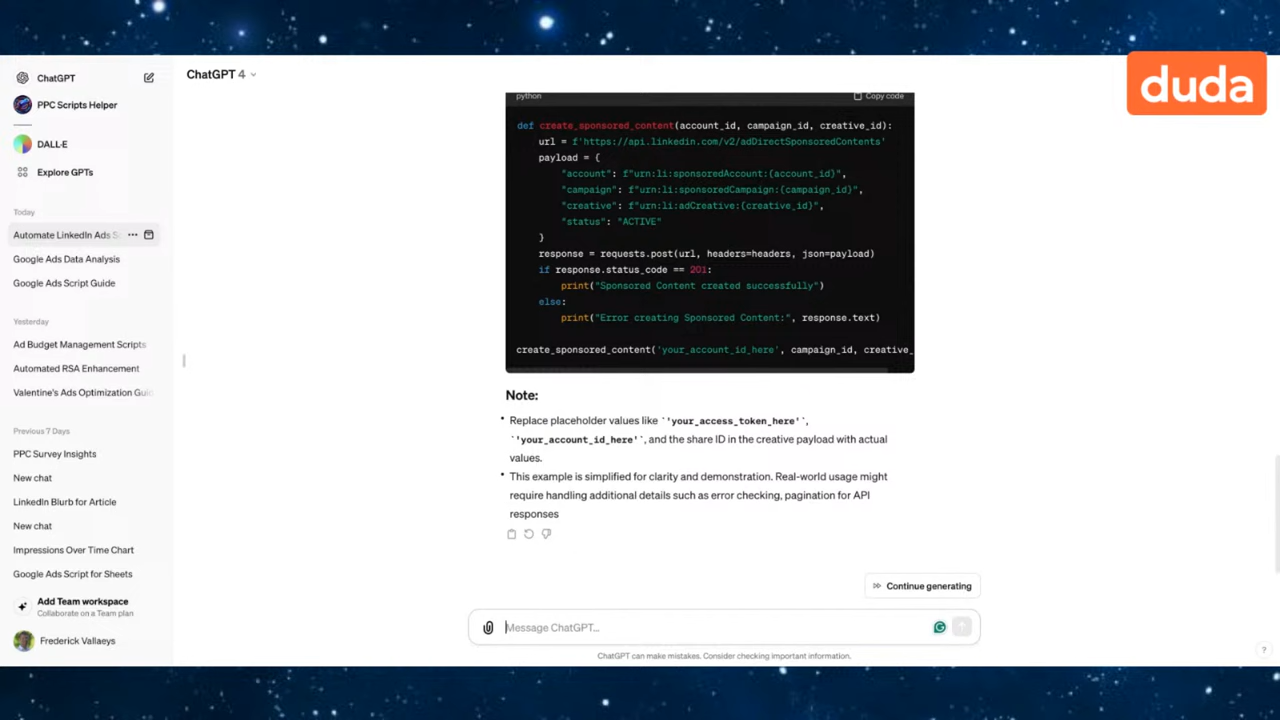 duda
ChatGPT
PPC Scripts Helper
DALL·E
Explore GPTs
Today
Automate LinkedIn Ads S
Google Ads Data Analysis
Google Ads Script Guide
Yesterday
Ad Budget Management Scripts
Automated RSA Enhancement
Valentine's Ads Optimization Guid
Previous 7 Days
PPC Survey Insights
New chat
LinkedIn Blurb for Article
New chat
Impressions Over Time Chart
Google Ads Script for Sheets
Add Team workspace
Collaborate on a Team plan
Frederick Vallaeys
ChatGPT 4
python Copy code
def create_sponsored_content(account_id, campaign_id, creative_id):
url = f'https://api.linkedin.com/v2/adDirectSponsoredContents'
payload = {
"account": f"urn:li:sponsoredAccount:{account_id}",
"campaign": f"urn:li:sponsoredCampaign:{campaign_id}",
"creative": f"urn:li:adCreative:{creative_id}",
"status": "ACTIVE"
}
response = requests.post(url, headers=headers, json=payload)
if response.status_code == 201:
print("Sponsored Content created successfully")
else:
print("Error creating Sponsored Content:", response.text)
create_sponsored_content('your_account_id_here', campaign_id, creative_
Note:
• Replace placeholder values like `'your_access_token_here'`,
`'your_account_id_here'`, and the share ID in the creative payload with actual
values.
• This example is simplified for clarity and demonstration. Real-world usage might
require handling additional details such as error checking, pagination for API
responses
Continue generating
Message ChatGPT...
ChatGPT can make mistakes. Consider checking important information.
?